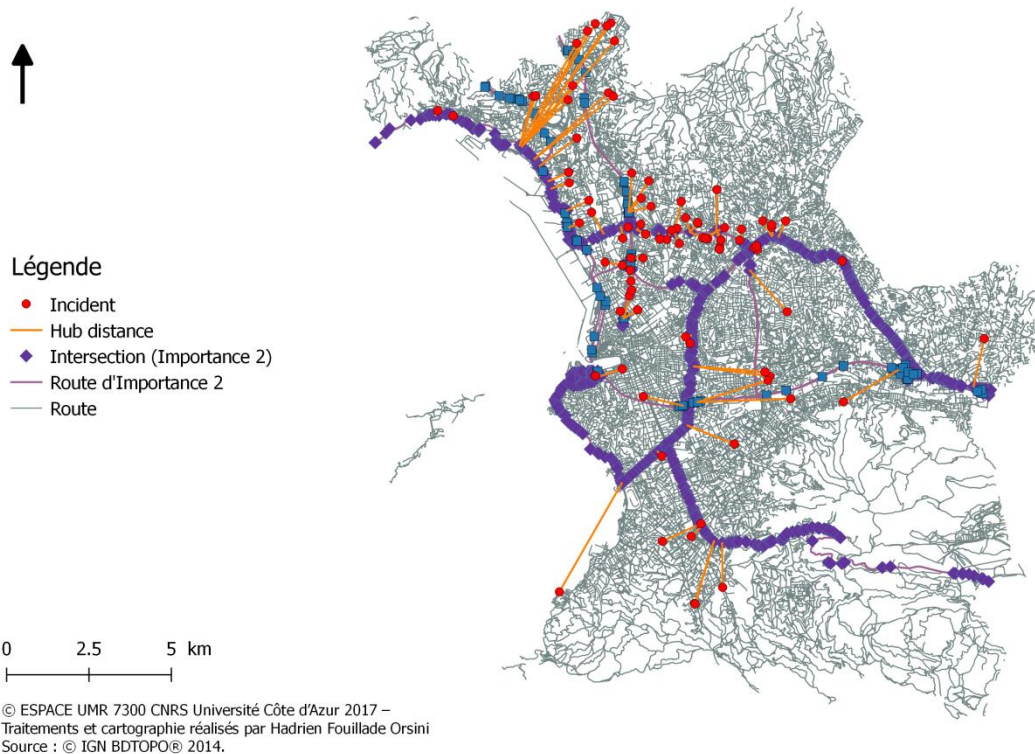 Légende
Incident
Hub distance
Intersection (Importance 2)
Route d'Importance 2
Route
0 2.5 5 km
© ESPACE UMR 7300 CNRS Université Côte d'Azur 2017 –
Traitements et cartographie réalisés par Hadrien Fouillade Orsini
Source : © IGN BDTOPO® 2014.